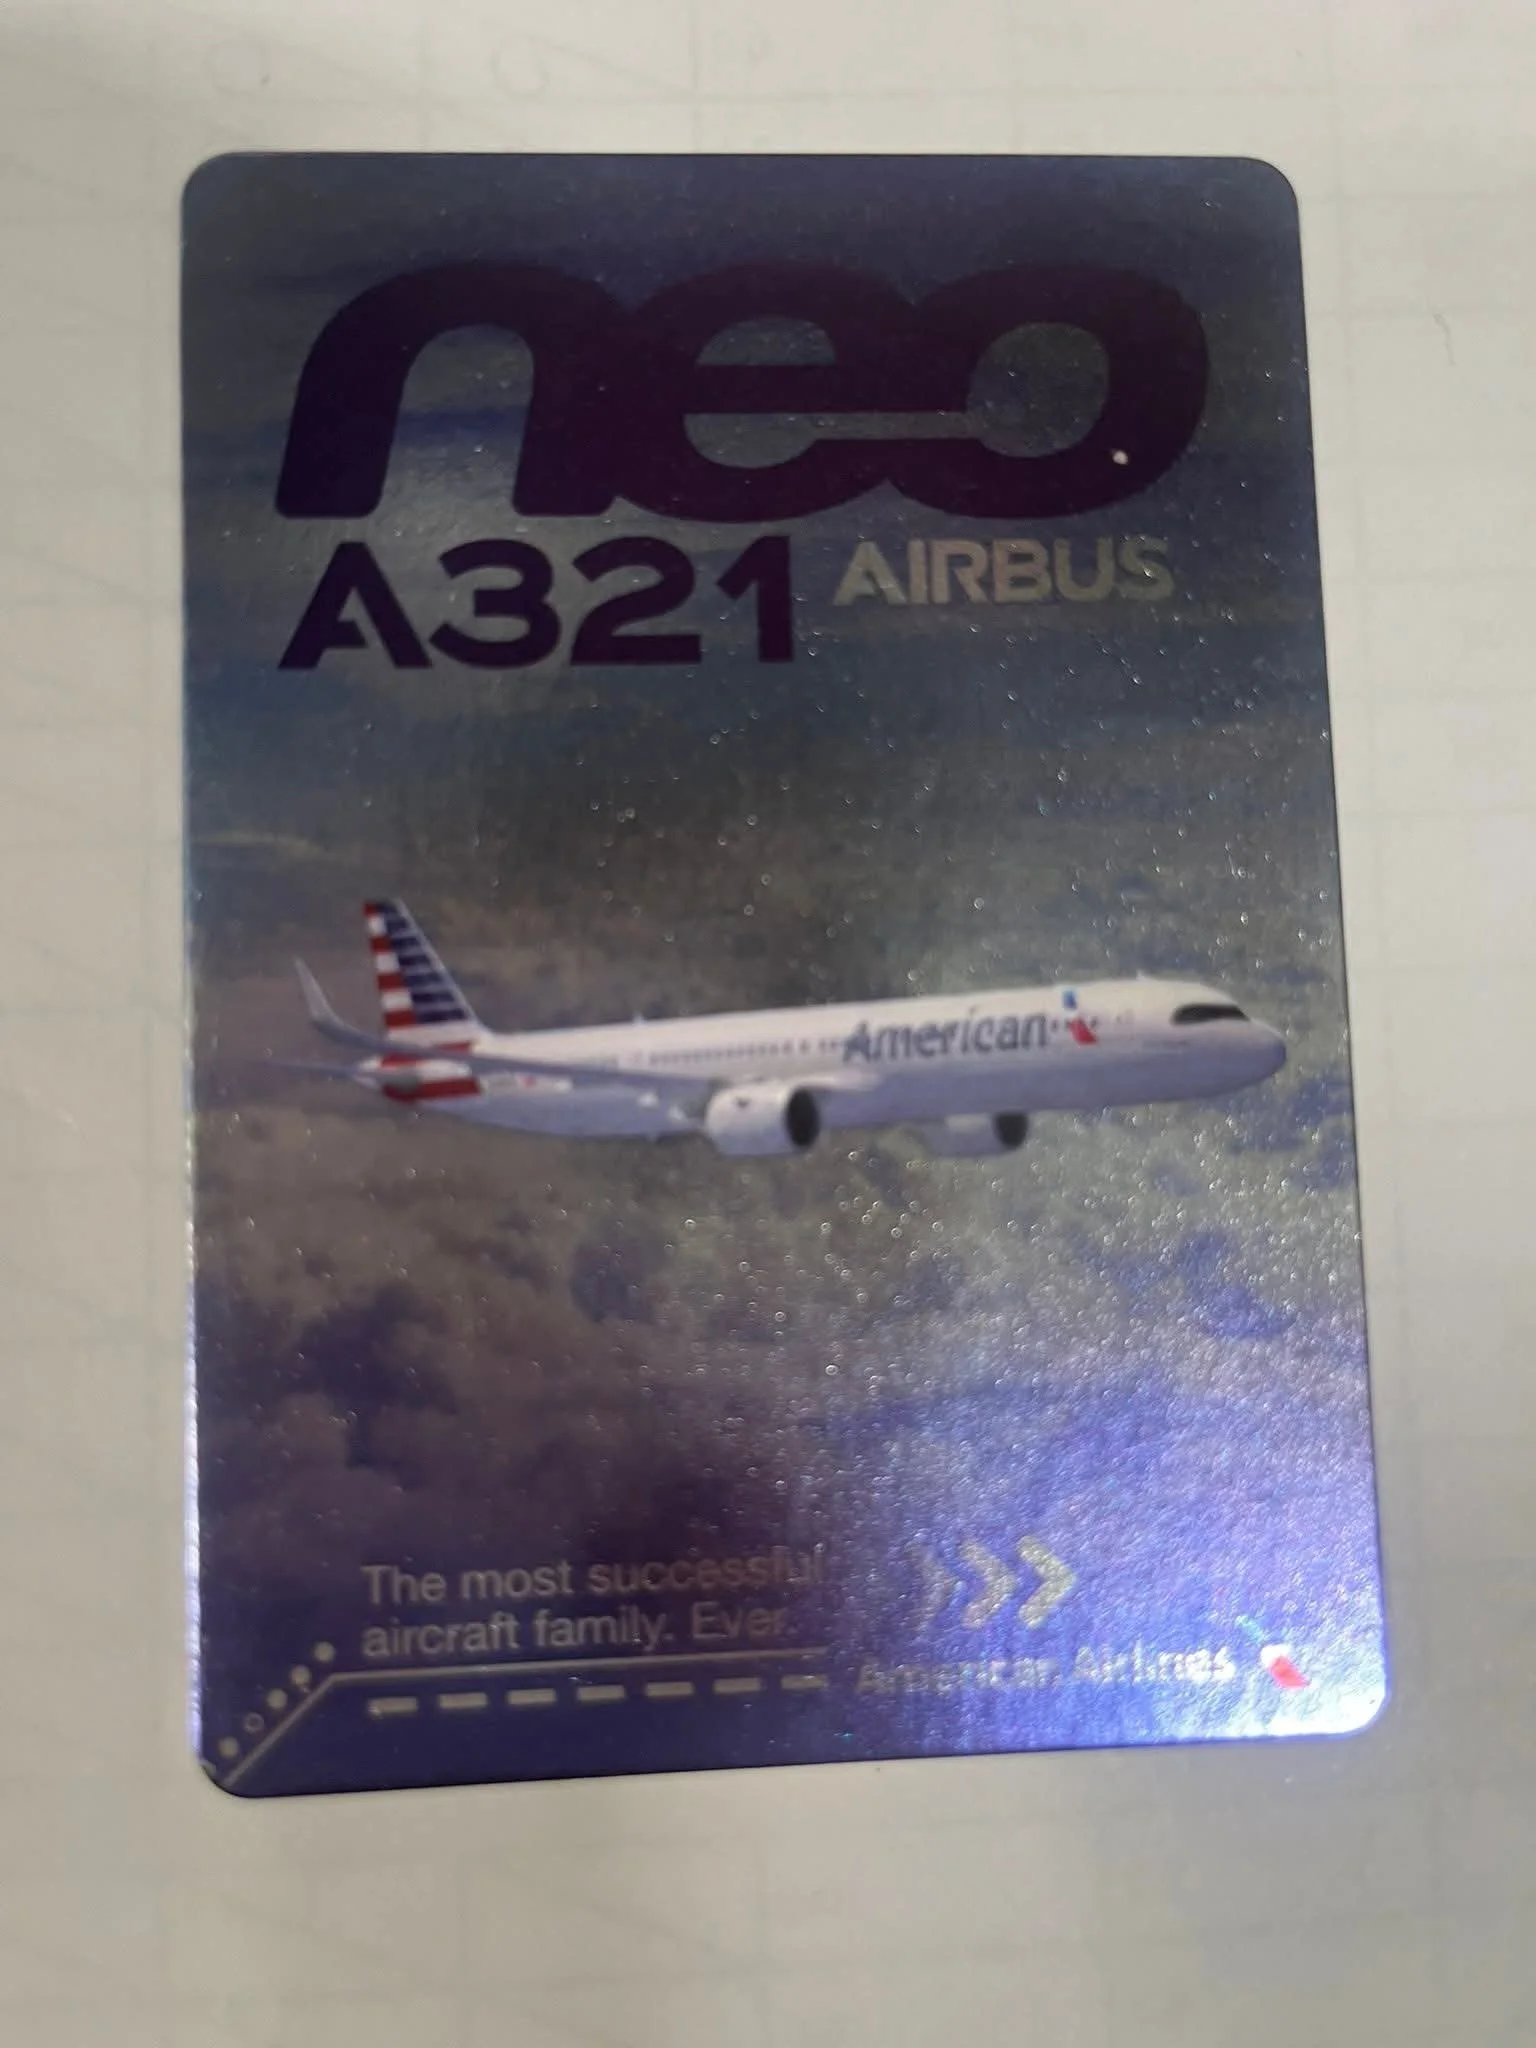 neo
A321 AIRBUS
American
The most successful
aircraft family. Ever.
American Airlines